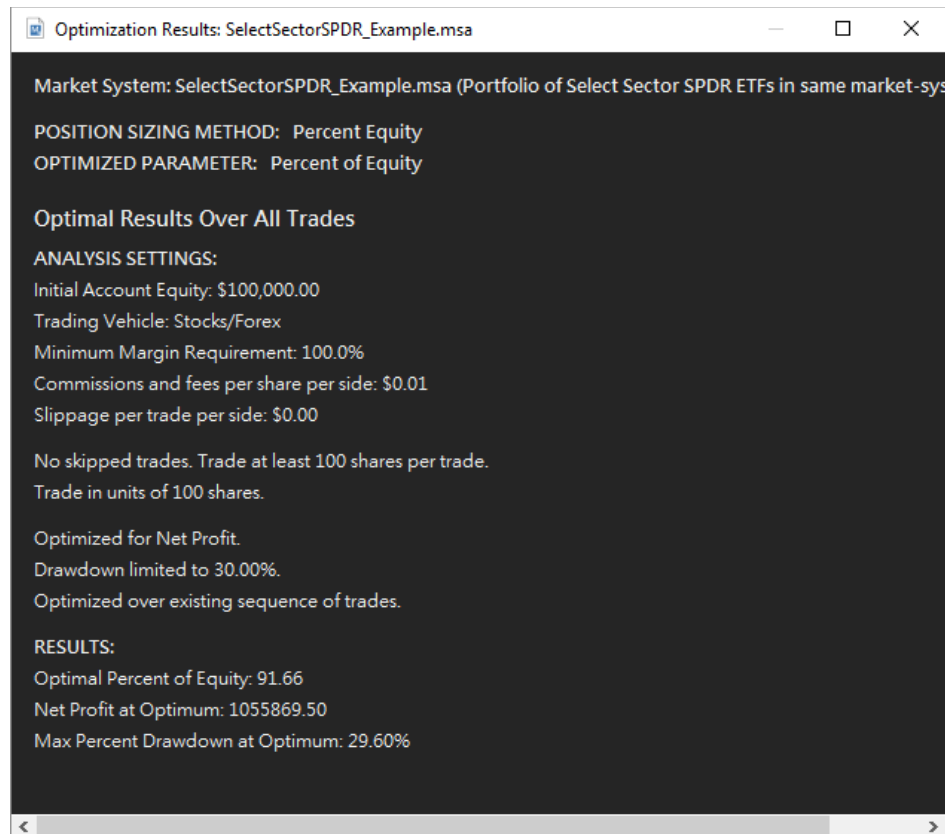 Optimization Results: SelectSectorSPDR_Example.msa
Market System: SelectSectorSPDR_Example.msa (Portfolio of Select Sector SPDR ETFs in same market-sys
POSITION SIZING METHOD: Percent Equity
OPTIMIZED PARAMETER: Percent of Equity
Optimal Results Over All Trades
ANALYSIS SETTINGS:
Initial Account Equity: $100,000.00
Trading Vehicle: Stocks/Forex
Minimum Margin Requirement: 100.0%
Commissions and fees per share per side: $0.01
Slippage per trade per side: $0.00
No skipped trades. Trade at least 100 shares per trade.
Trade in units of 100 shares.
Optimized for Net Profit.
Drawdown limited to 30.00%.
Optimized over existing sequence of trades.
RESULTS:
Optimal Percent of Equity: 91.66
Net Profit at Optimum: 1055869.50
Max Percent Drawdown at Optimum: 29.60%